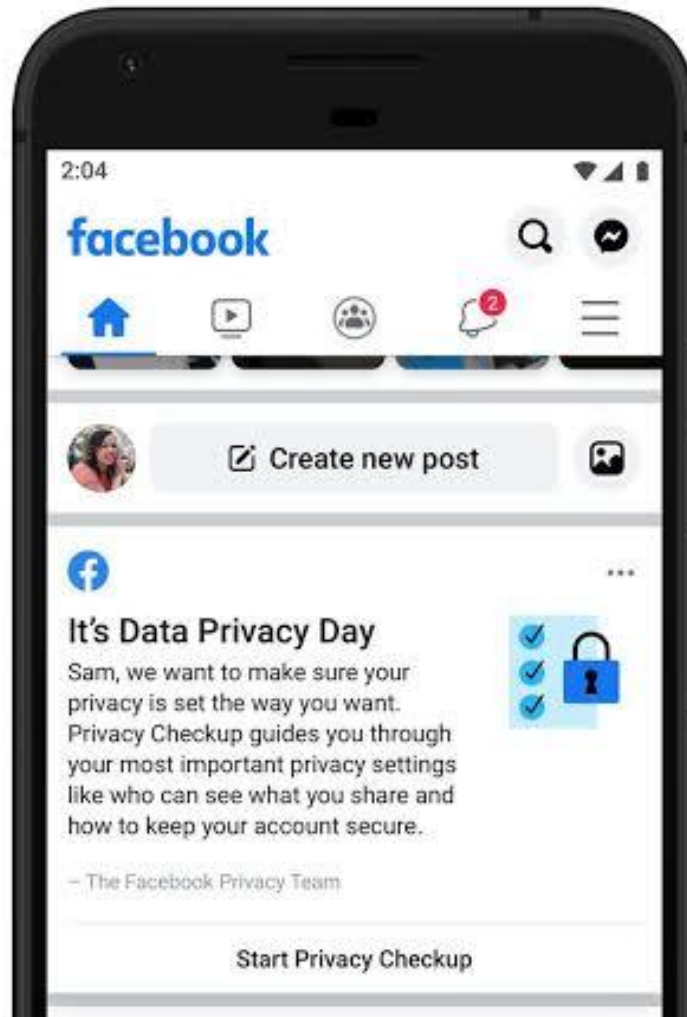 2:04
facebook
2
Create new post
It's Data Privacy Day
Sam, we want to make sure your
privacy is set the way you want.
Privacy Checkup guides you through
your most important privacy settings
like who can see what you share and
how to keep your account secure.
– The Facebook Privacy Team
Start Privacy Checkup